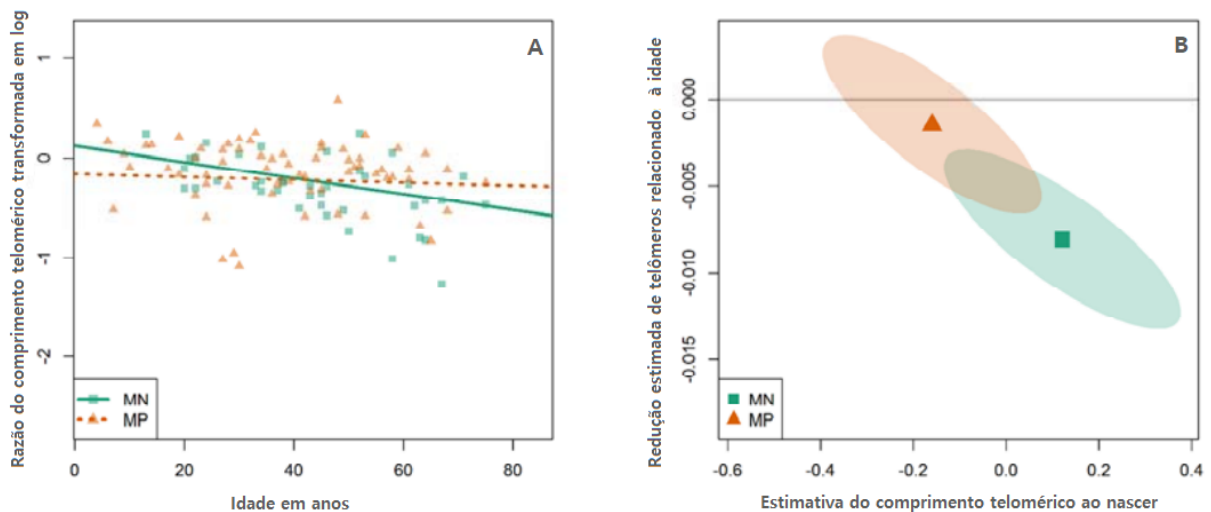 Razão do comprimento telomérico transformada em log
A
1
0
-1
-2
MN
MP
0
20
40
60
80
Idade em anos
Redução estimada de telômeros relacionado à idade
B
0.000
-0.005
-0.010
-0.015
MN
MP
-0.6
-0.4
-0.2
0.0
0.2
0.4
Estimativa do comprimento telomérico ao nascer